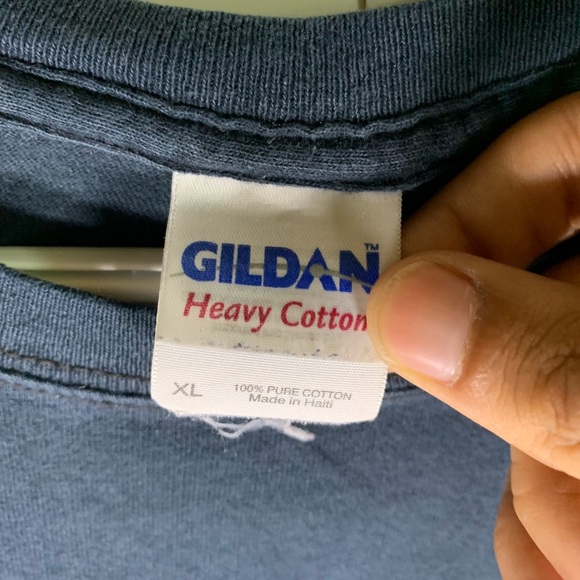 GILDAN™
Heavy Cotton
XL
100% PURE COTTON
Made in Haiti